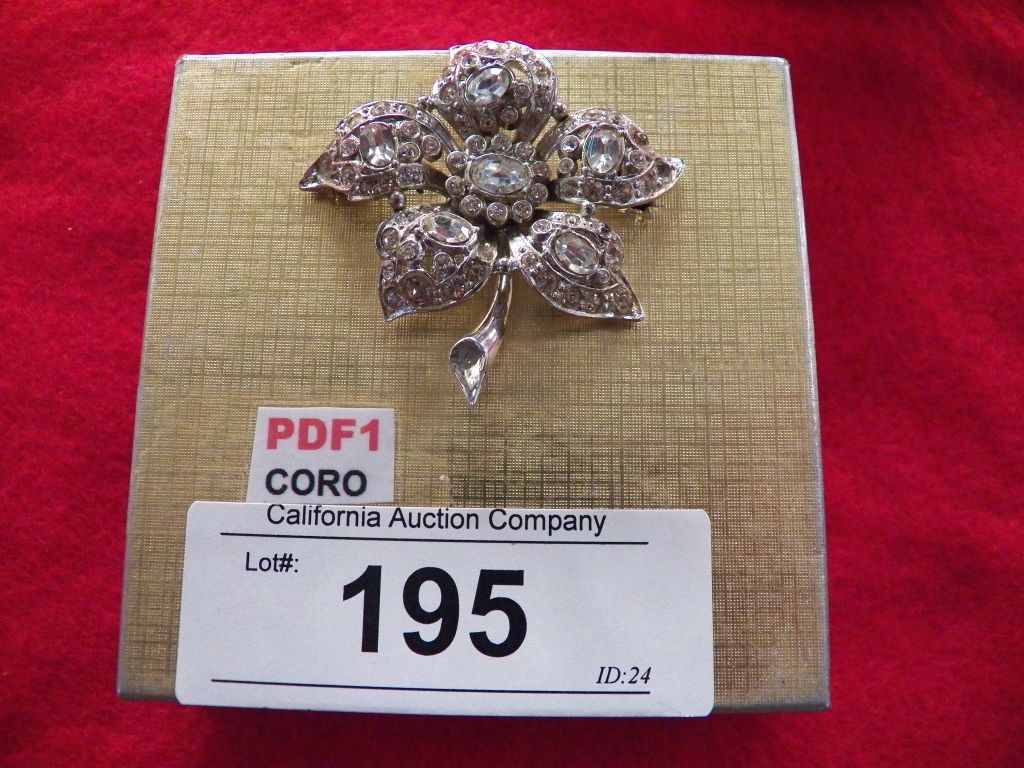 PDF1
CORO
California Auction Company
Lot#:
195
ID:24